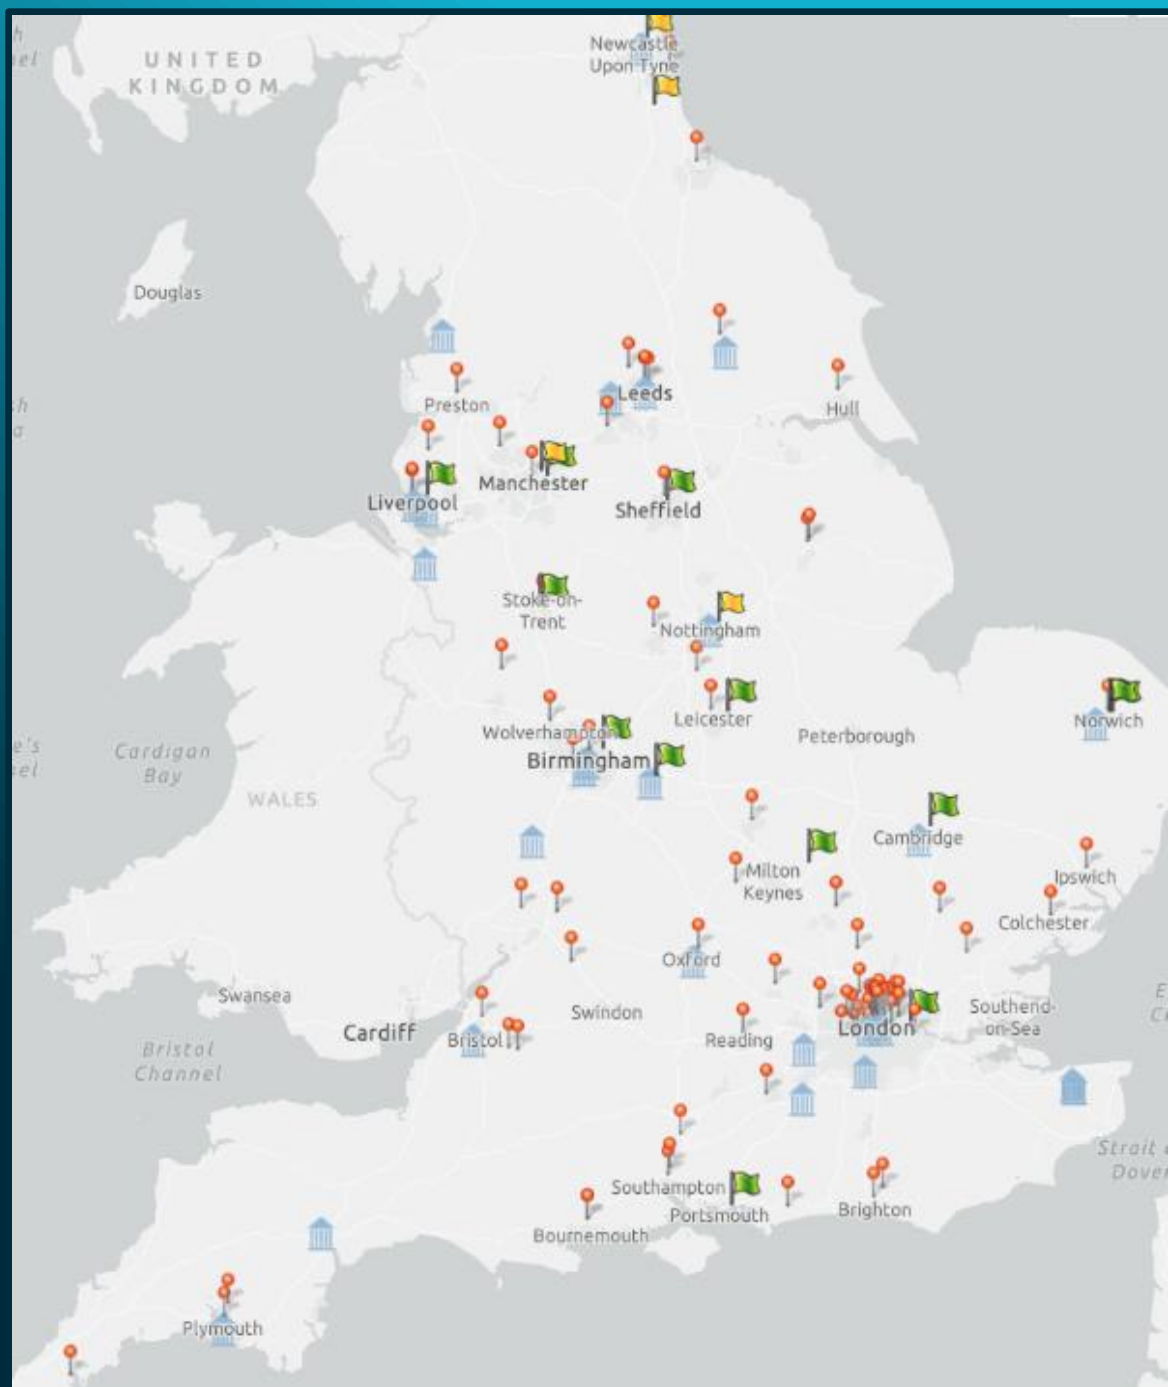 UNITED
KINGDOM
Newcastle
Upon Tyne
Douglas
Leeds
Preston
Hull
Manchester
Liverpool
Sheffield
Stoke-on-
Trent
Nottingham
Leicester
Norwich
Wolverhampton
Peterborough
Birmingham
Cardigan
Bay
WALES
Cambridge
Milton
Keynes
Ipswich
Colchester
Oxford
Swansea
Swindon
Southend-
on-Sea
Cardiff
Bristol
Reading
London
Bristol
Channel
Strait
Dover
Southampton
Portsmouth
Brighton
Bournemouth
Plymouth